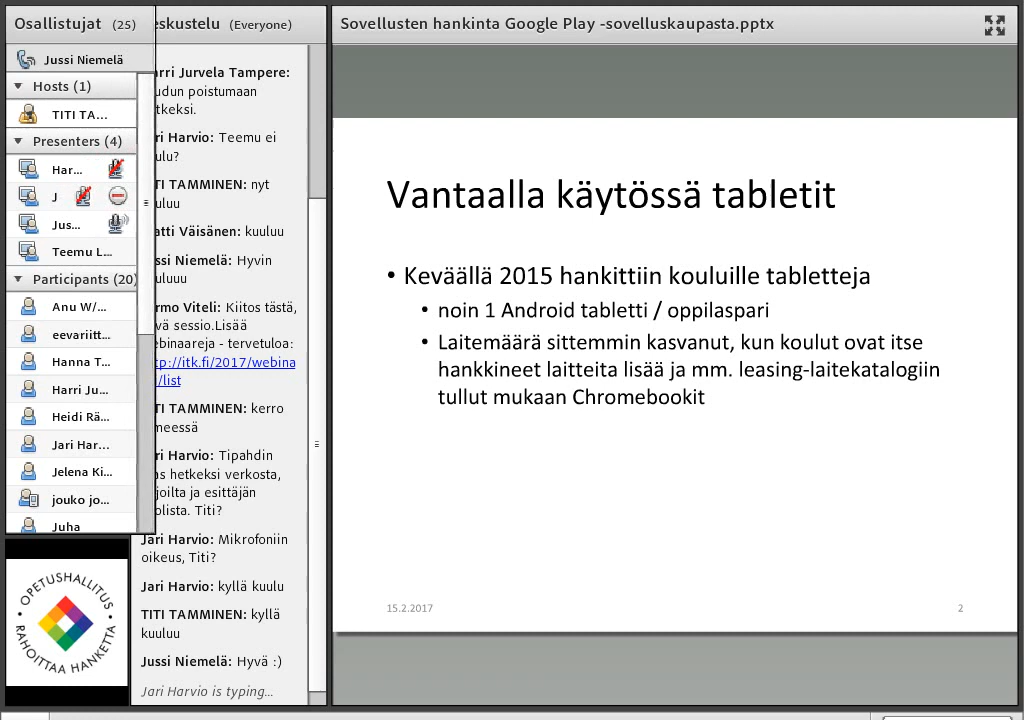 Osallistujat (25)
Jussi Niemelä
Hosts (1)
TITI TA...
Presenters (4)
Har...
J
Jus...
Teemu L...
Participants (20)
Anu W/...
eevariitt...
Hanna T...
Harri Ju...
Heidi Rä...
Jari Har...
Jelena Ki...
jouko jo...
Juha
OPETUSHALLITUS
RAHOITTAA HANKETTA
eskustelu (Everyone)
arri Jurvela Tampere:
udun poistumaan
tkeksi.
ri Harvio: Teemu ei
ulu?
TI TAMMINEN: nyt
uluu
atti Väisänen: kuuluu
ssi Niemelä: Hyvin
uluuu
rmo Viteli: Kiitos tästä,
vä sessio.Lisää
ebinaareja - tervetuloa:
tp://itk.fi/2017/webina
/list
TI TAMMINEN: kerro
meessä
ri Harvio: Tipahdin
as hetkeksi verkosta,
joilta ja esittäjän
olista. Titi?
Jari Harvio: Mikrofoniin
oikeus, Titi?
Jari Harvio: kyllä kuulu
TITI TAMMINEN: kyllä
kuuluu
Jussi Niemelä: Hyvä :)
Jari Harvio is typing...
Sovellusten hankinta Google Play -sovelluskaupasta.pptx
Vantaalla käytössä tabletit
• Keväällä 2015 hankittiin kouluille tabletteja
• noin 1 Android tabletti / oppilaspari
• Laitemäärä sittemmin kasvanut, kun koulut ovat itse
hankkineet laitteita lisää ja mm. leasing-laitekatalogiin
tullut mukaan Chromebookit
15.2.2017
2